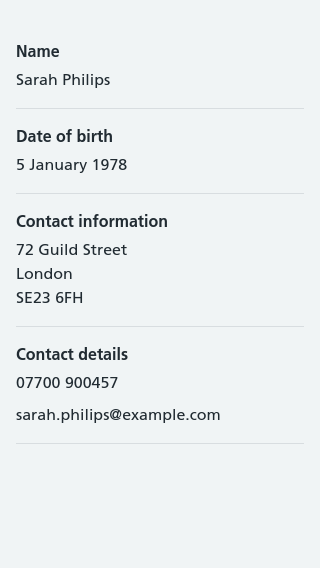 Name
Sarah Philips
Date of birth
5 January 1978
Contact information
72 Guild Street
London
SE23 6FH
Contact details
07700 900457
sarah.philips@example.com